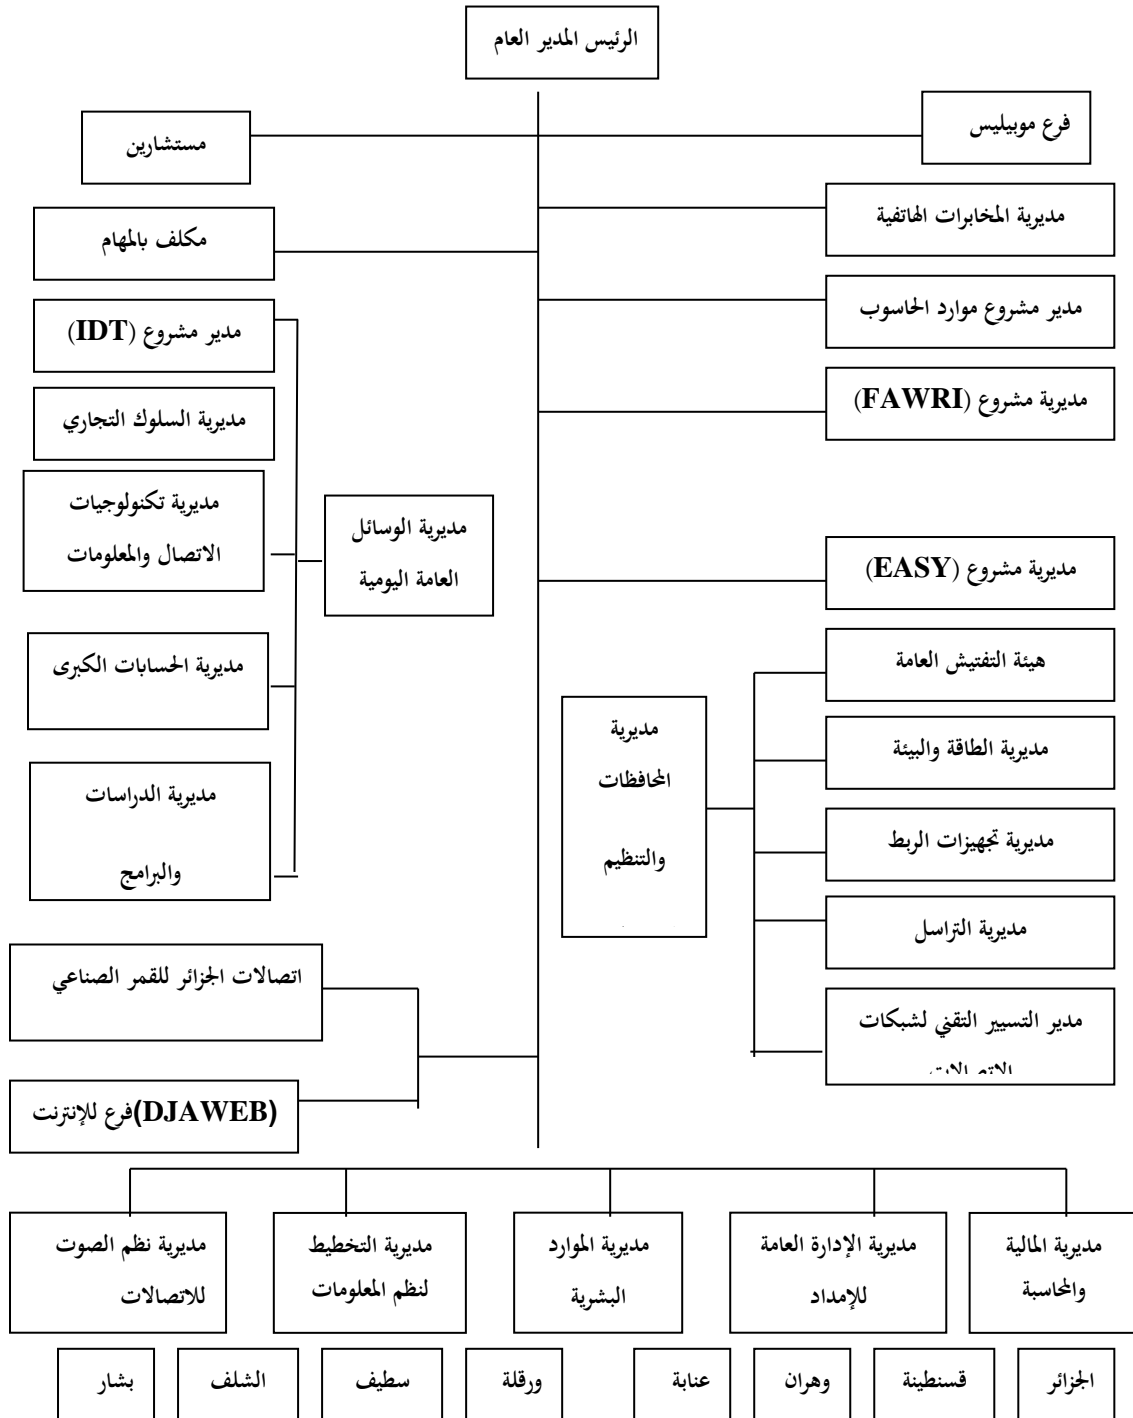 الرئيس المدير العام
فرع موبيليس
مستشارين
مديرية المخابرات الهاتفية
مكلف بالمهام
مدير مشروع موارد الحاسوب
مدير مشروع (IDT)
مديرية مشروع (FAWRI)
مديرية السلوك التجاري
مديرية تكنولوجيات
الاتصال والمعلومات
مديرية الوسائل
العامة اليومية
مديرية مشروع (EASY)
هيئة التفتيش العامة
مديرية الحسابات الكبرى
مديرية
المحافظات
والتنظيم
مديرية الطاقة والبيئة
مديرية الدراسات
والبرامج
مديرية تجهيزات الربط
مديرية التراسل
اتصالات الجزائر للقمر الصناعي
مدير التسيير التقني لشبكات
الاتصالات
(DJAWEB)فرع للإنترنت
مديرية المالية
والمحاسبة
مديرية الإدارة العامة
للإمداد
مديرية الموارد
البشرية
مديرية التخطيط
لنظم المعلومات
مديرية نظم الصوت
للاتصالات
الجزائر
قسنطينة
وهران
عنابة
ورقلة
سطيف
الشلف
بشار